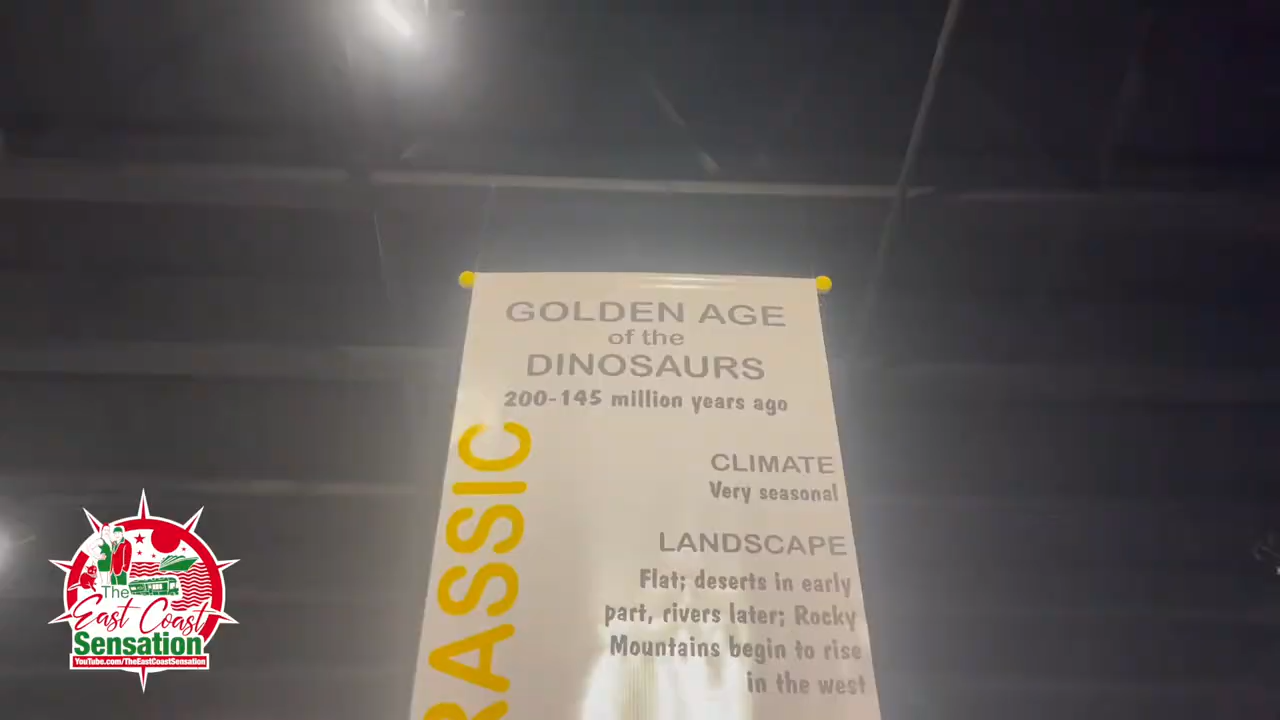 GOLDEN AGE
of the
DINOSAURS
200-145 million years ago
RASSIC
CLIMATE
Very seasonal
LANDSCAPE
Flat; deserts in early
part, rivers later; Rocky
Mountains begin to rise
in the west
The
East Coast
Sensation
YouTube.com/TheEastCoastSensation